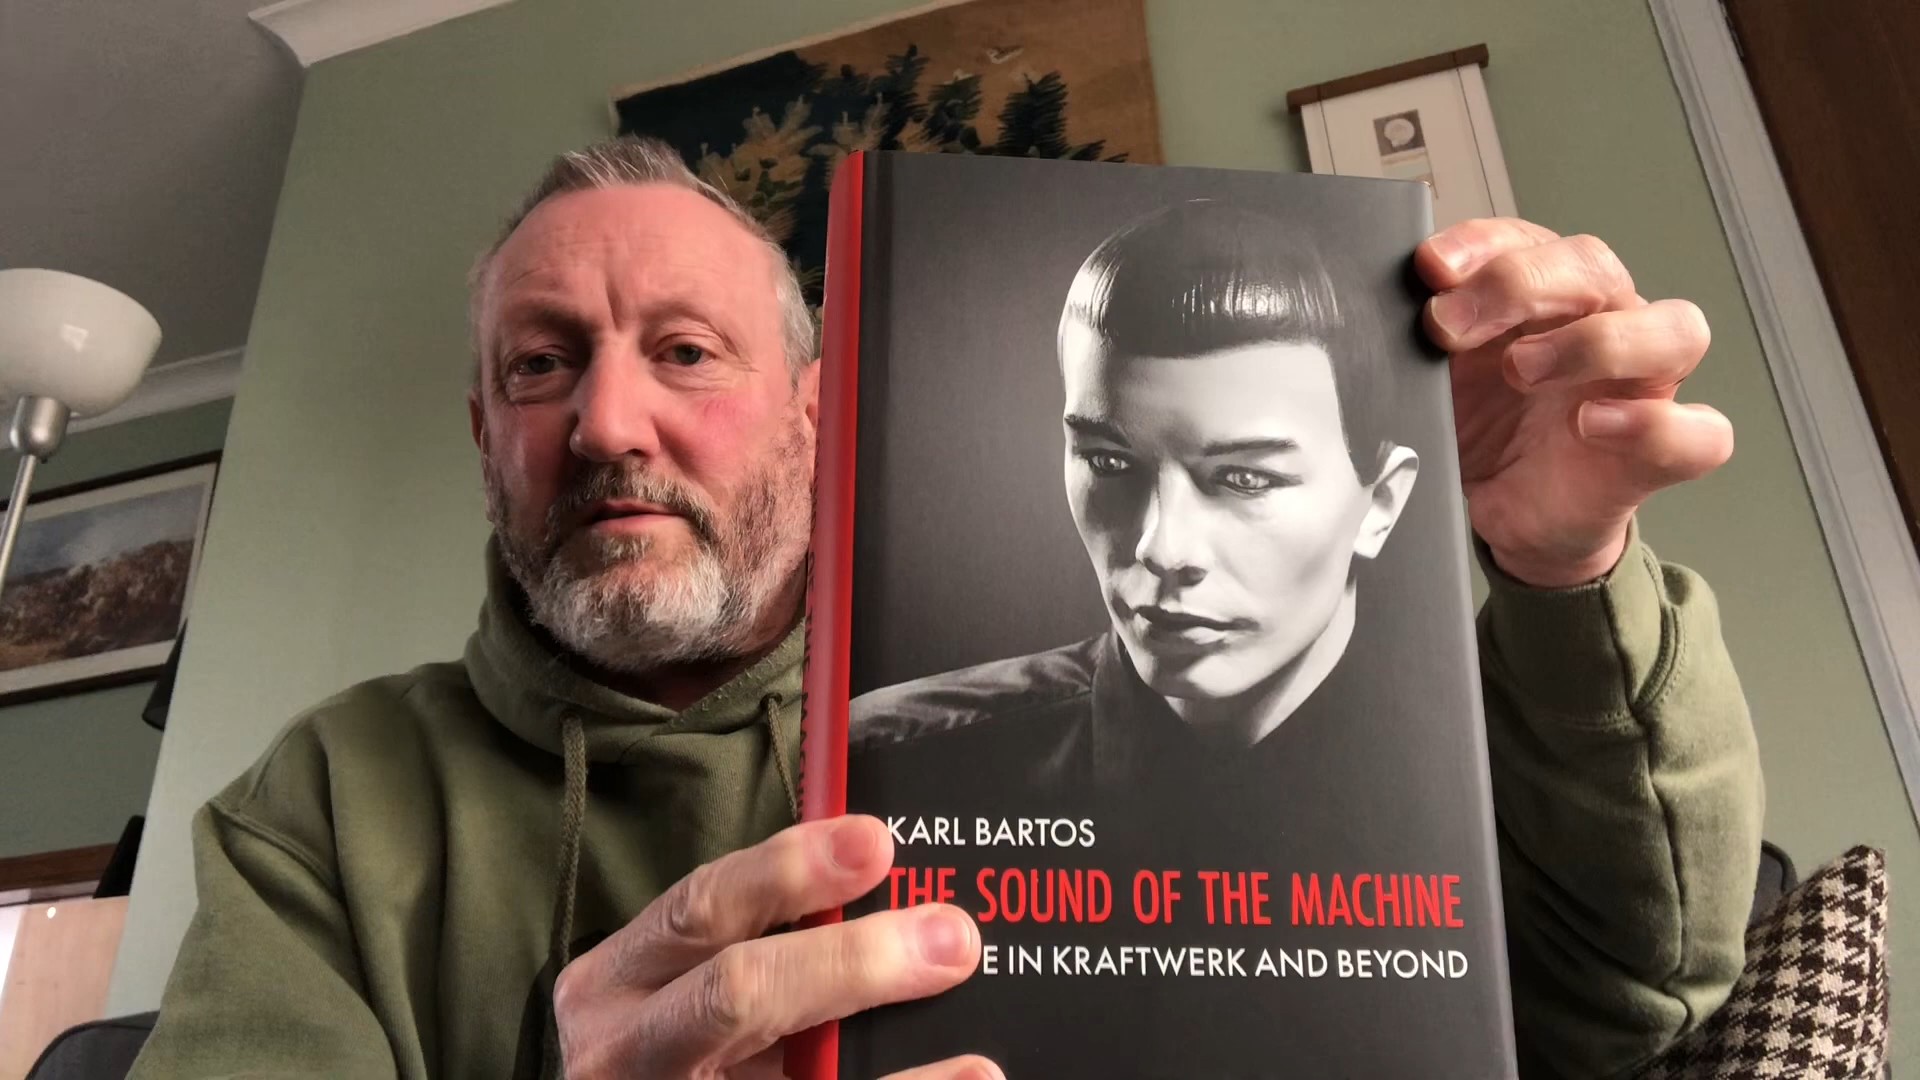 KARL BARTOS
THE SOUND OF THE MACHINE
E IN KRAFTWERK AND BEYOND